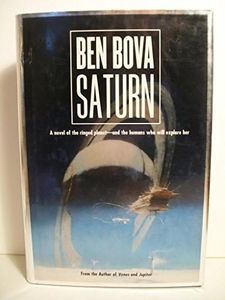 BEN BOVA
SATURN
A novel of the ringed planet—and the humans who will explore her
From the Author of Venus and Jupiter